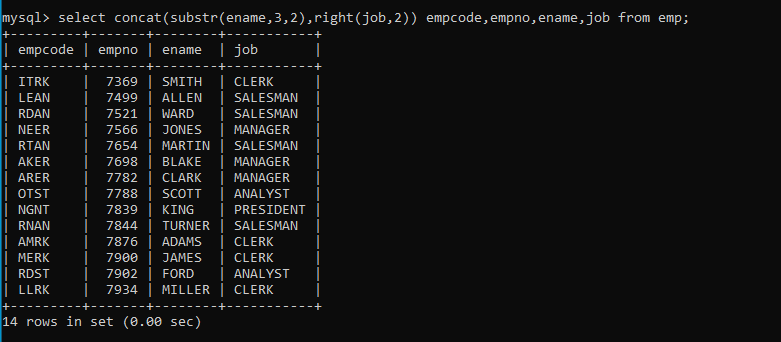 mysql> select concat(substr(ename,3,2),right(job,2)) empcode,empno,ename,job from emp;
+---------+-------+--------+-----------+
| empcode | empno | ename  | job       |
+---------+-------+--------+-----------+
| ITRK    |  7369 | SMITH  | CLERK     |
| LEAN    |  7499 | ALLEN  | SALESMAN  |
| RDAN    |  7521 | WARD   | SALESMAN  |
| NEER    |  7566 | JONES  | MANAGER   |
| RTAN    |  7654 | MARTIN | SALESMAN  |
| AKER    |  7698 | BLAKE  | MANAGER   |
| ARER    |  7782 | CLARK  | MANAGER   |
| OTST    |  7788 | SCOTT  | ANALYST   |
| NGNT    |  7839 | KING   | PRESIDENT |
| RNAN    |  7844 | TURNER | SALESMAN  |
| AMRK    |  7876 | ADAMS  | CLERK     |
| MERK    |  7900 | JAMES  | CLERK     |
| RDST    |  7902 | FORD   | ANALYST   |
| LLRK    |  7934 | MILLER | CLERK     |
+---------+-------+--------+-----------+
14 rows in set (0.00 sec)